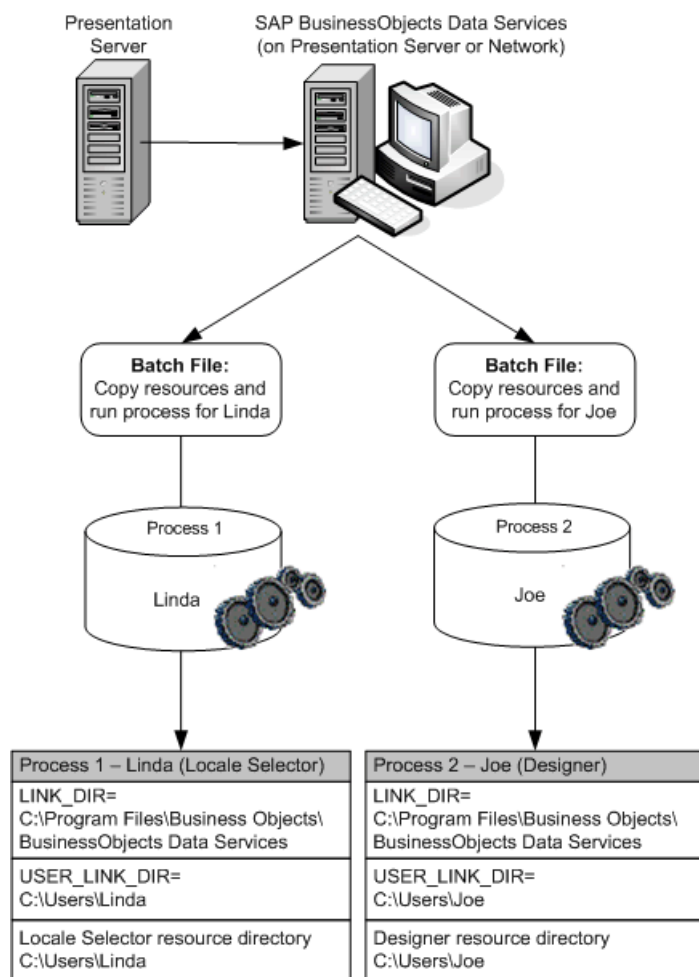 Presentation
Server
SAP BusinessObjects Data Services
(on Presentation Server or Network)
Batch File:
Copy resources and
run process for Linda
Batch File:
Copy resources and
run process for Joe
Process 1
Linda
Process 2
Joe
Process 1 – Linda (Locale Selector)
LINK_DIR=
C:\Program Files\Business Objects\
BusinessObjects Data Services
USER_LINK_DIR=
C:\Users\Linda
Locale Selector resource directory
C:\Users\Linda
Process 2 – Joe (Designer)
LINK_DIR=
C:\Program Files\Business Objects\
BusinessObjects Data Services
USER_LINK_DIR=
C:\Users\Joe
Designer resource directory
C:\Users\Joe